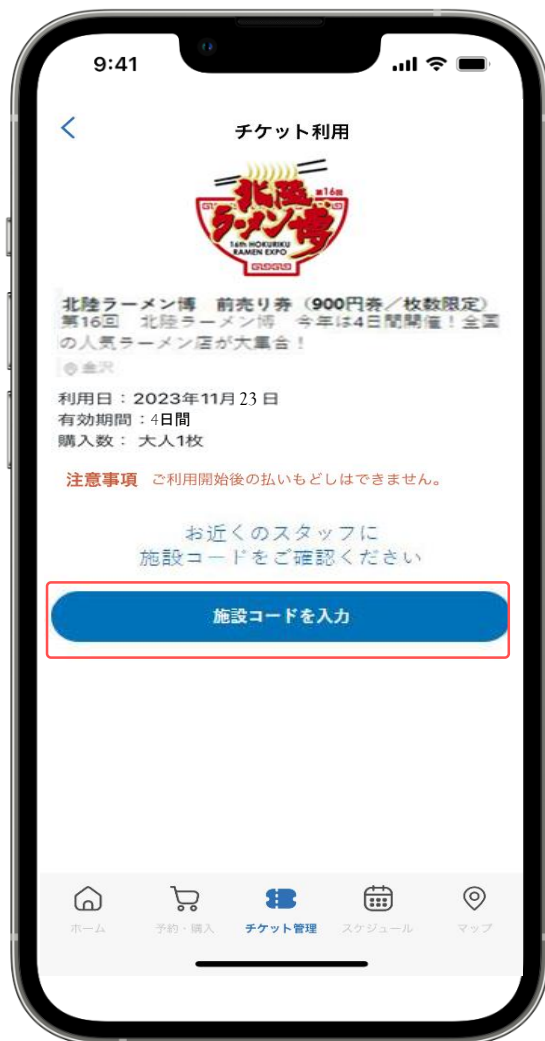 9:41
チケット利用
北陸
第16回
ラーメン博
16th HOKURIKU
RAMEN EXPO
北陸ラーメン博　前売り券（900円券／枚数限定）
第16回　北陸ラーメン博　今年は4日間開催！全国
の人気ラーメン店が大集合！
金沢
利用日：2023年11月23日
有効期間：4日間
購入数： 大人1枚
注意事項　ご利用開始後の払いもどしはできません。
お近くのスタッフに
施設コードをご確認ください
施設コードを入力
ホーム　予約・購入　チケット管理　スケジュール　マップ